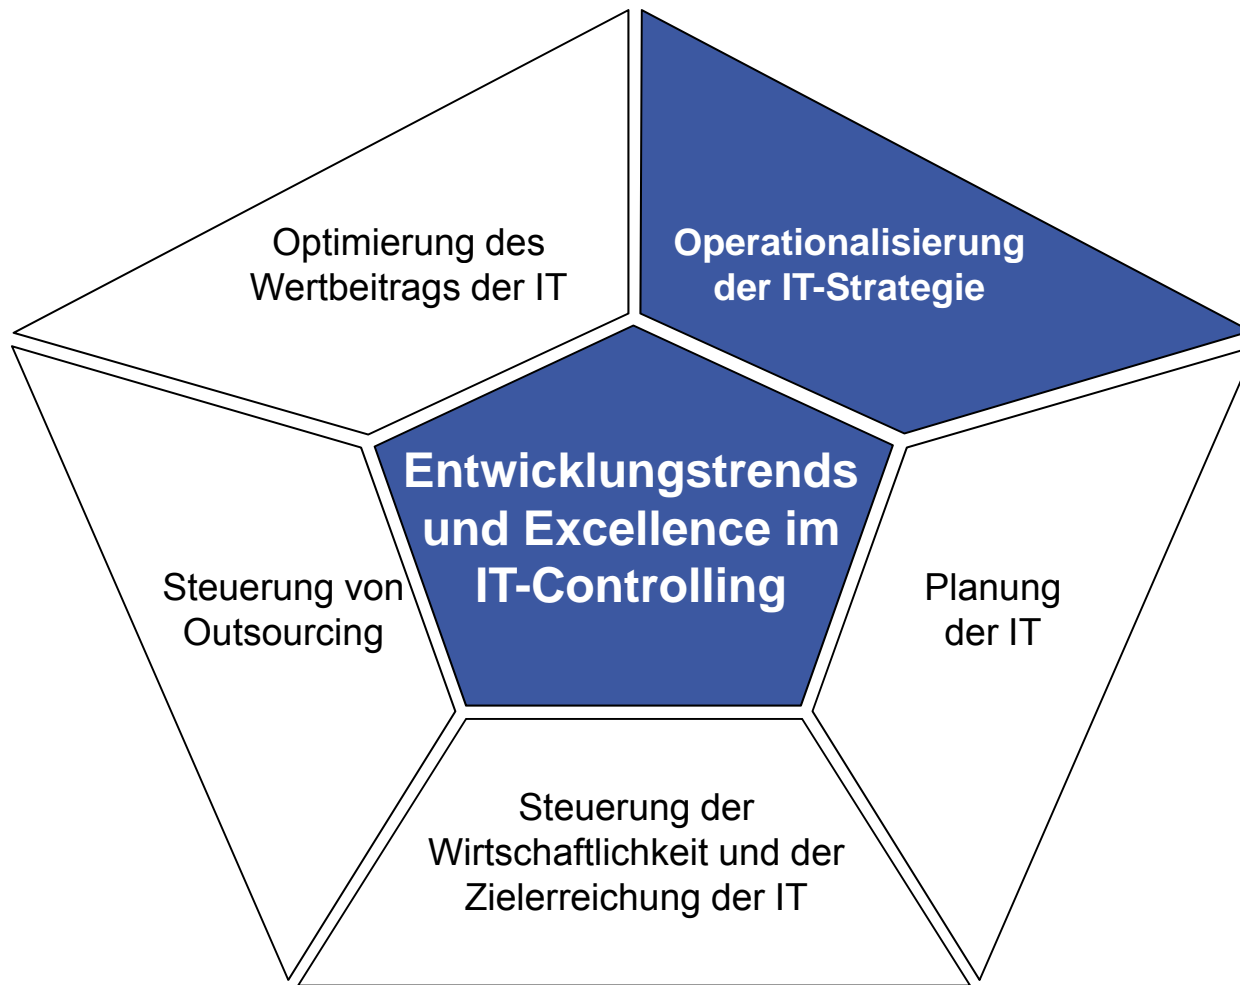 Optimierung des
Wertbeitrags der IT
Operationalisierung
der IT-Strategie
Entwicklungstrends
und Excellence im
IT-Controlling
Steuerung von
Outsourcing
Planung
der IT
Steuerung der
Wirtschaftlichkeit und der
Zielerreichung der IT